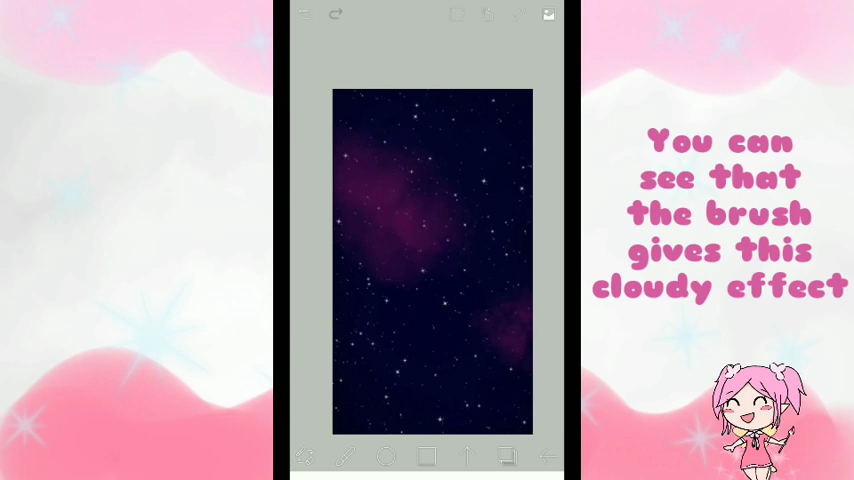 You can
see that
the brush
gives this
cloudy effect